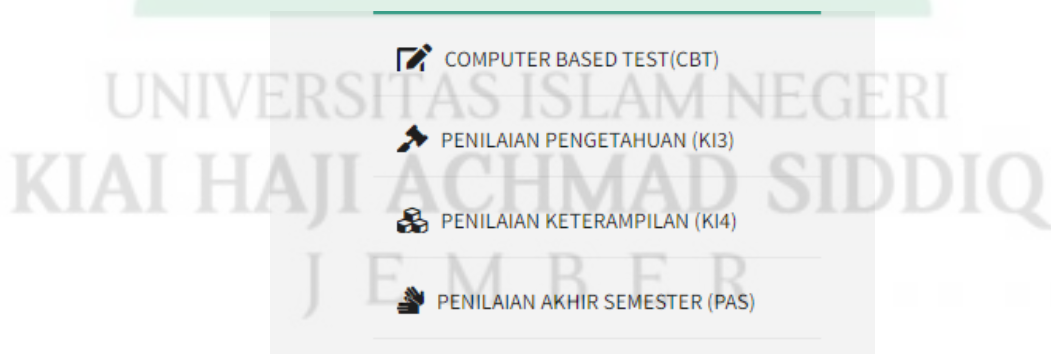 COMPUTER BASED TEST(CBT)
UNIVERSITAS ISLAM NEGERI
PENILAIAN PENGETAHUAN (KI3)
KIAI HAJI ACHMAD SIDDIQ
PENILAIAN KETERAMPILAN (KI4)
JEMBER
PENILAIAN AKHIR SEMESTER (PAS)